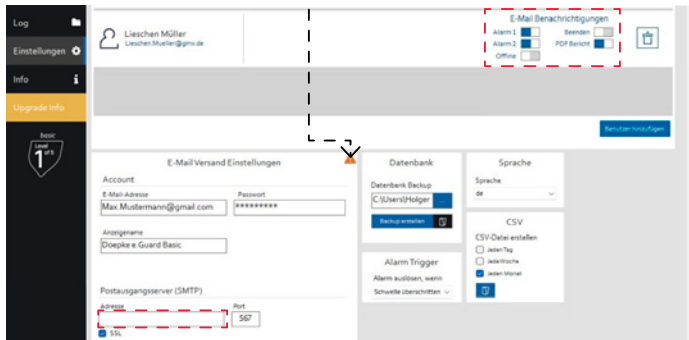 Log
Einstellungen
Info
Upgrade Info
basic
Level
1 of 5
Lieschen Müller
Lieschen.Mueller@gmx.de
E-Mail Benachrichtigungen
Alarm 1
Beenden
Alarm 2
PDF Bericht
Offline
Benutzer hinzufügen
E-Mail Versand Einstellungen
Account
E-Mail-Adresse
Passwort
Max.Mustermann@gmail.com
*********
Anzeigename
Doepke e.Guard Basic
Postausgangsserver (SMTP)
Adresse
Port
567
SSL
Datenbank
Datenbank Backup
C:\Users\Holger
...
Backup erstellen
Alarm Trigger
Alarm auslösen, wenn
Schwelle überschritten
Sprache
Sprache
de
CSV
CSV-Datei erstellen
Jeden Tag
Jede Woche
Jeden Monat